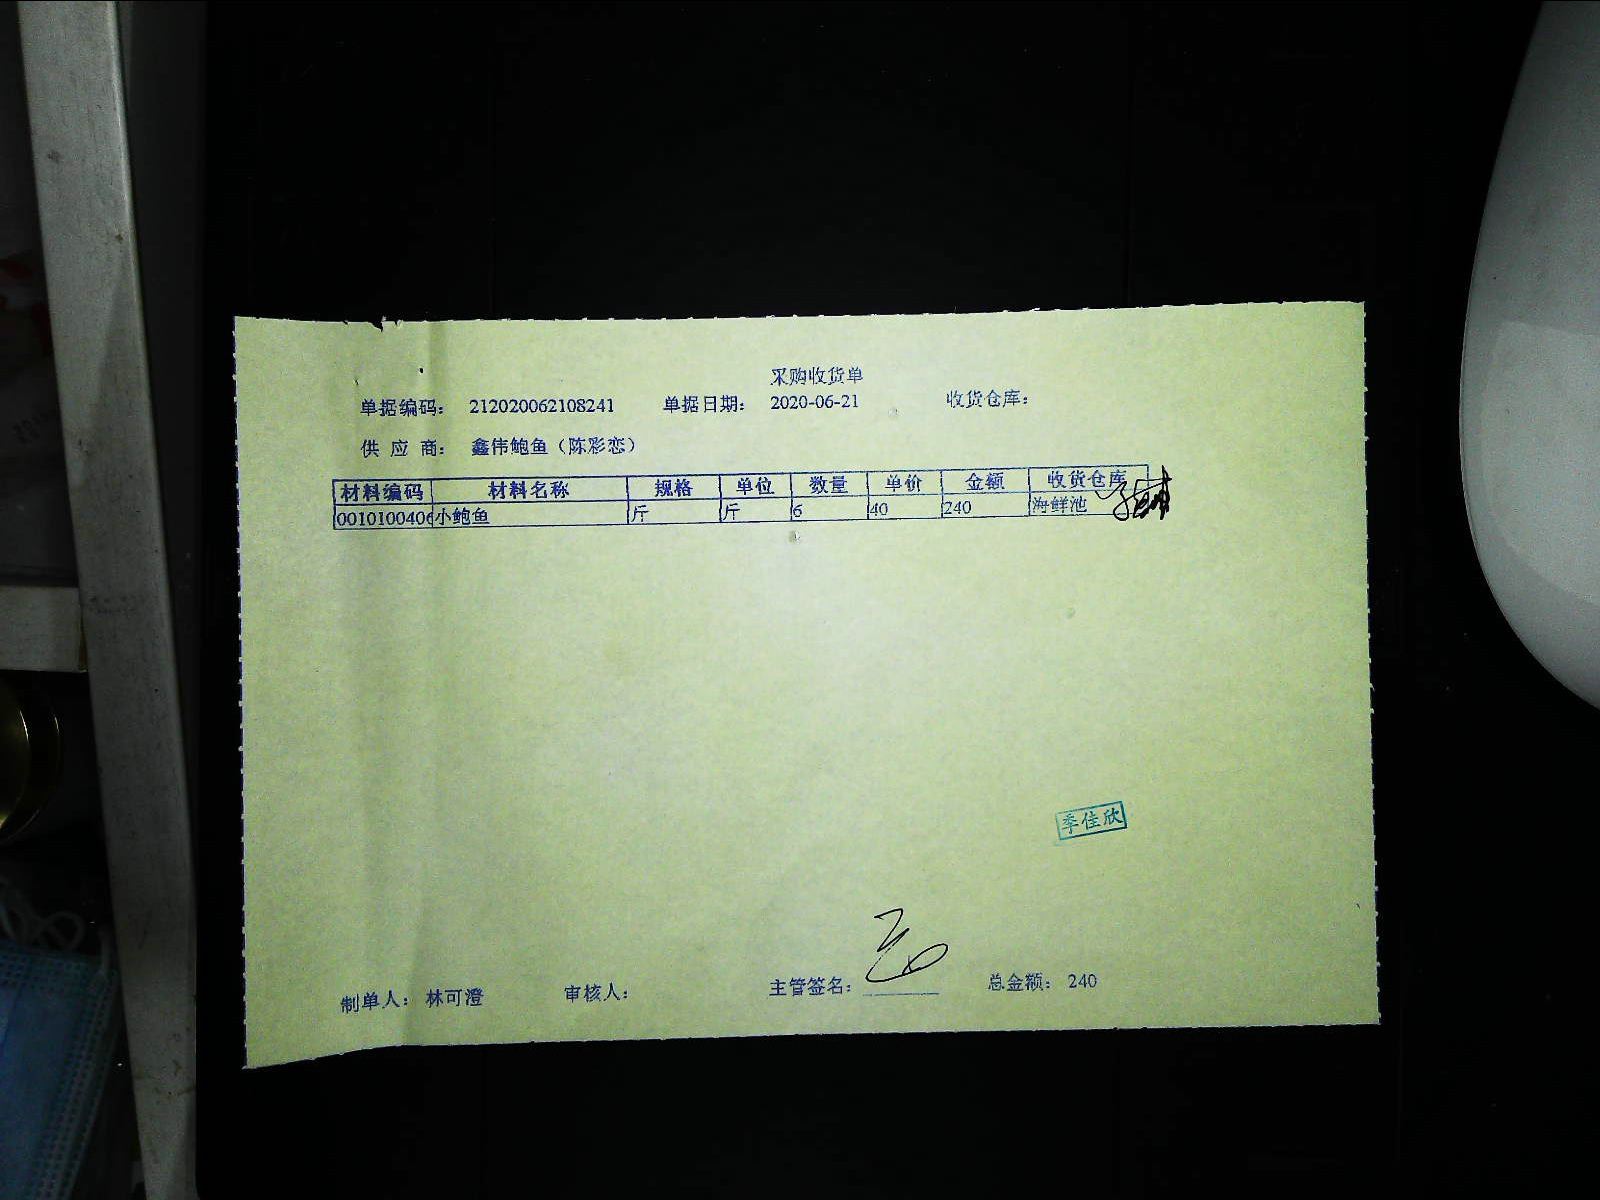 采购收货单
单据编码： 212020062108241 单据日期： 2020-06-21 收货仓库：
供 应 商： 鑫伟鲍鱼（陈彩恋）
材料编码 材料名称 规格 单位 数量 单价 金额 收货仓库
0010100406 小鲍鱼 斤 斤 6 40 240 海鲜池
季佳欣
制单人： 林可澄 审核人： 主管签名： 总金额： 240